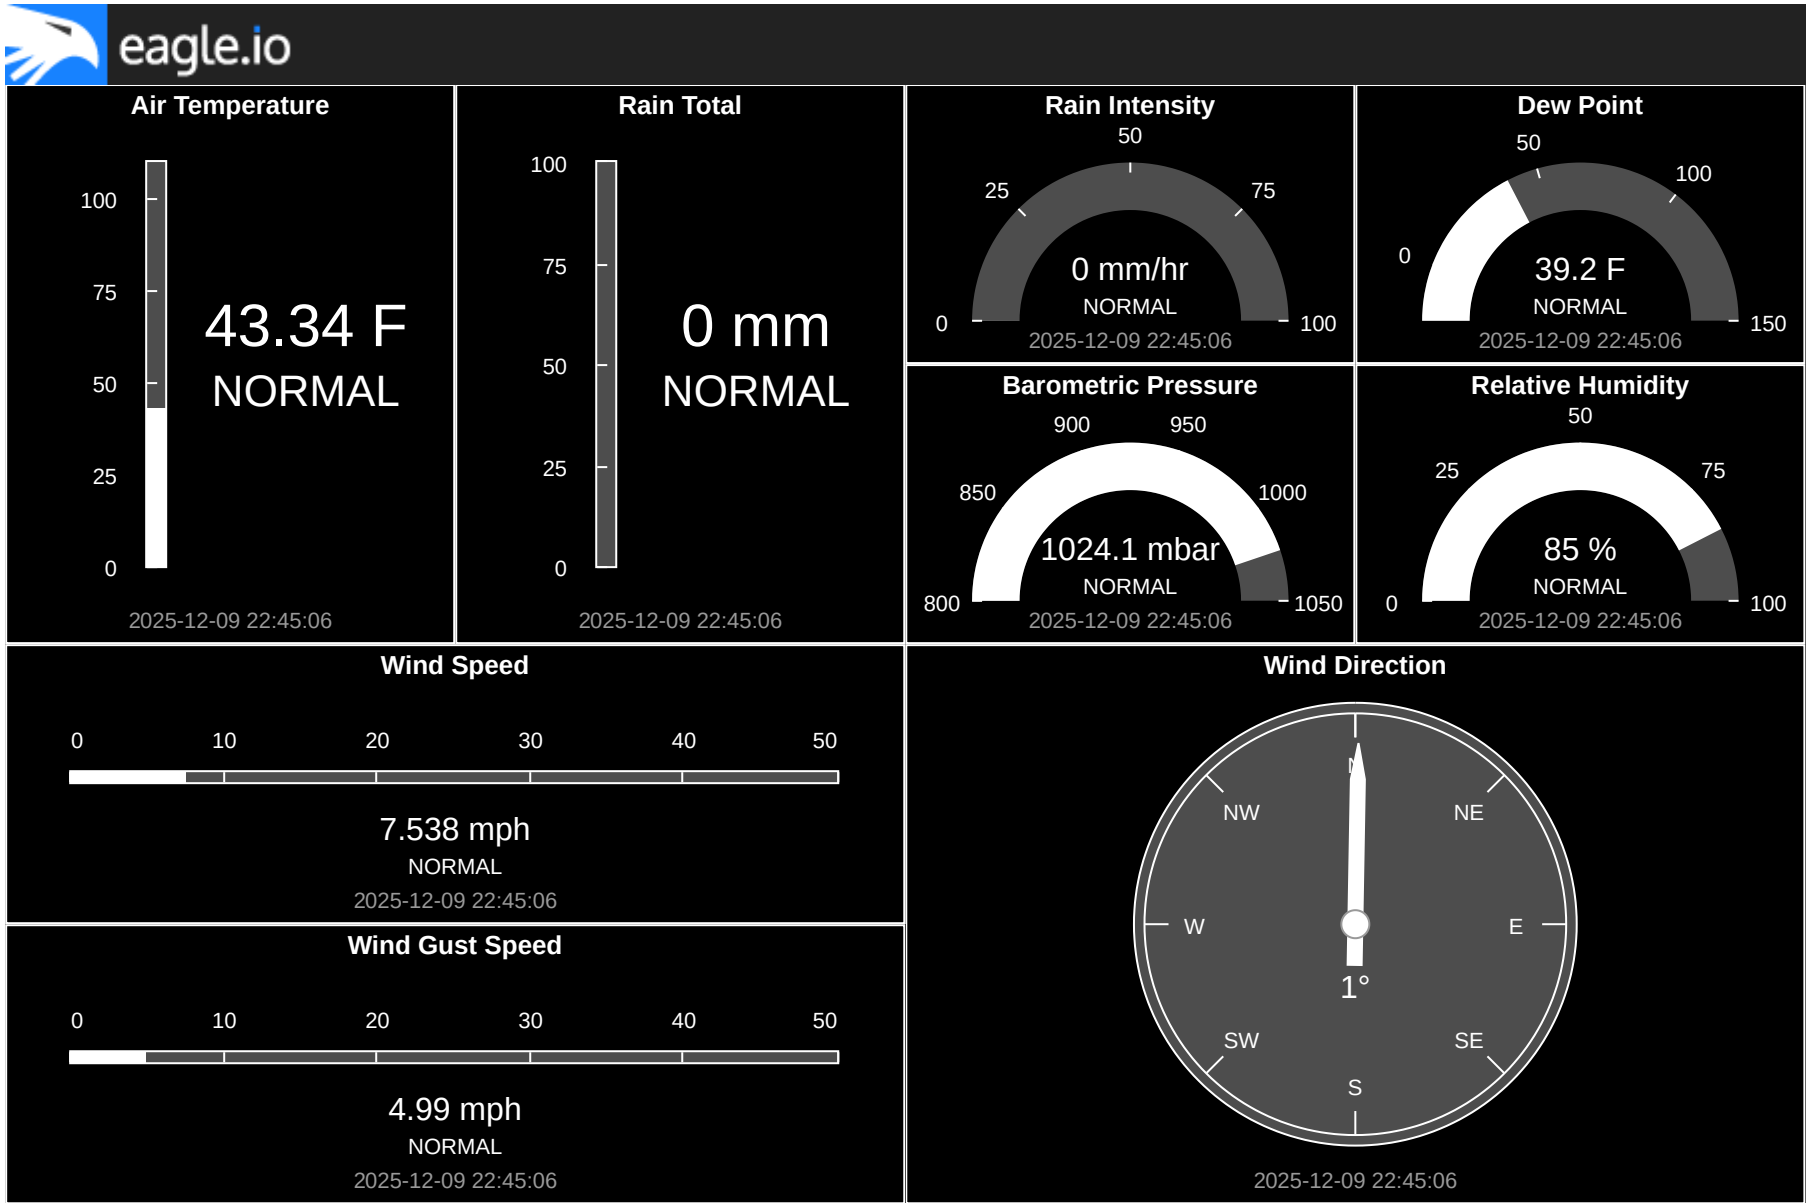 eagle.io
Air Temperature
100
75
50
25
0
43.34 F
NORMAL
2025-12-09 22:45:06
Rain Total
100
75
50
25
0
0 mm
NORMAL
2025-12-09 22:45:06
Rain Intensity
50
25
75
0
100
0 mm/hr
NORMAL
2025-12-09 22:45:06
Dew Point
50
100
0
150
39.2 F
NORMAL
2025-12-09 22:45:06
Barometric Pressure
900 950
850 1000
1024.1 mbar
NORMAL
800 1050
2025-12-09 22:45:06
Relative Humidity
50
25 75
85 %
NORMAL
0 100
2025-12-09 22:45:06
Wind Speed
0 10 20 30 40 50
7.538 mph
NORMAL
2025-12-09 22:45:06
Wind Gust Speed
0 10 20 30 40 50
4.99 mph
NORMAL
2025-12-09 22:45:06
Wind Direction
N
NW NE
W E
1°
SW SE
S
2025-12-09 22:45:06